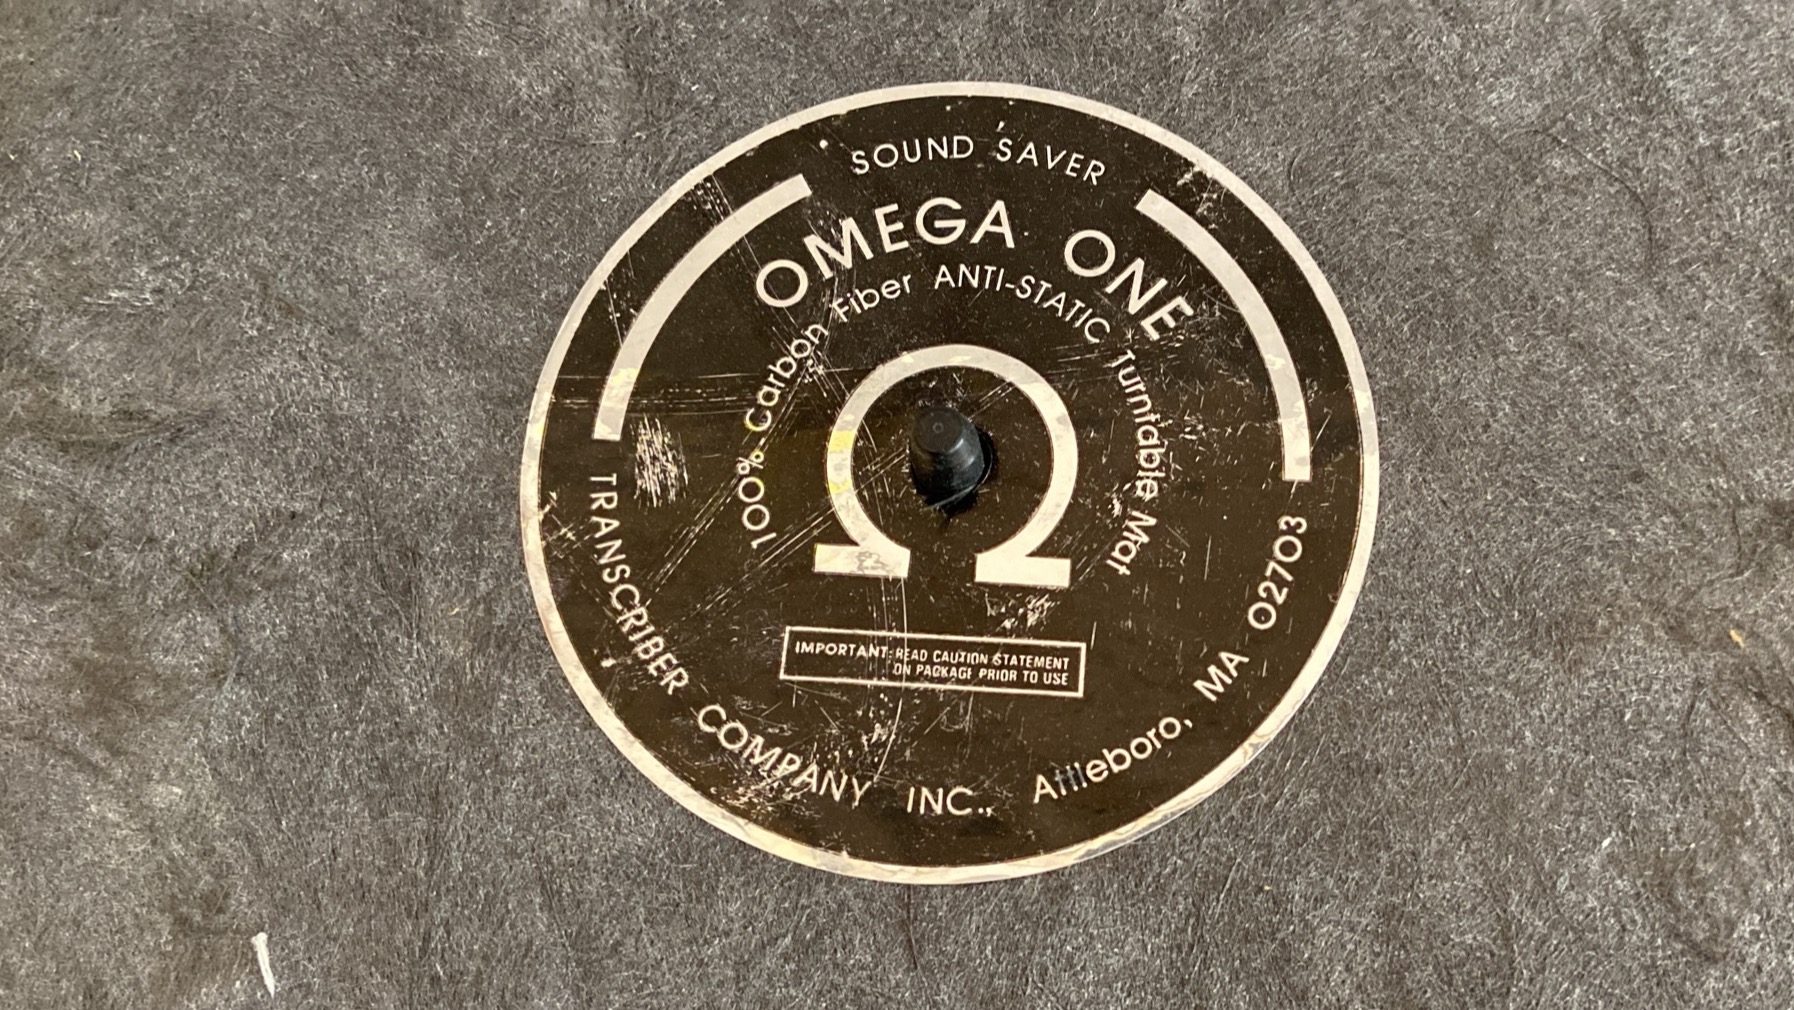 SOUND SAVER
OMEGA ONE
100% Carbon Fiber ANTI-STATIC Turntable Mat
Ω
IMPORTANT: READ CAUTION STATEMENT
ON PACKAGE PRIOR TO USE
TRANSCRIBER COMPANY INC., Attleboro, MA 02703